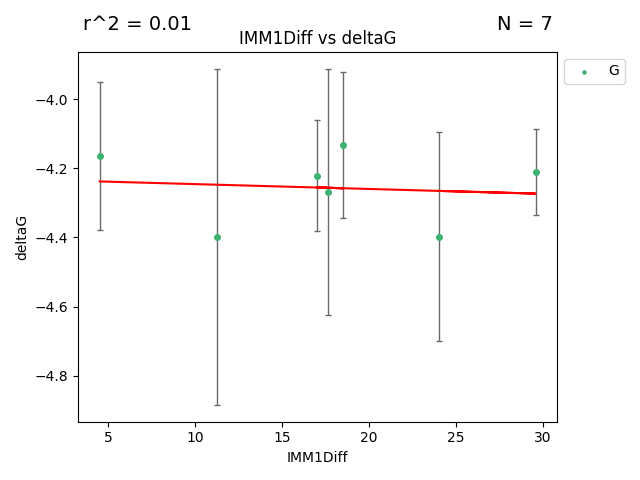 r^2 = 0.01
N = 7
IMM1Diff vs deltaG
G
−4.0
−4.2
−4.4
−4.6
−4.8
deltaG
5 10 15 20 25 30
IMM1Diff